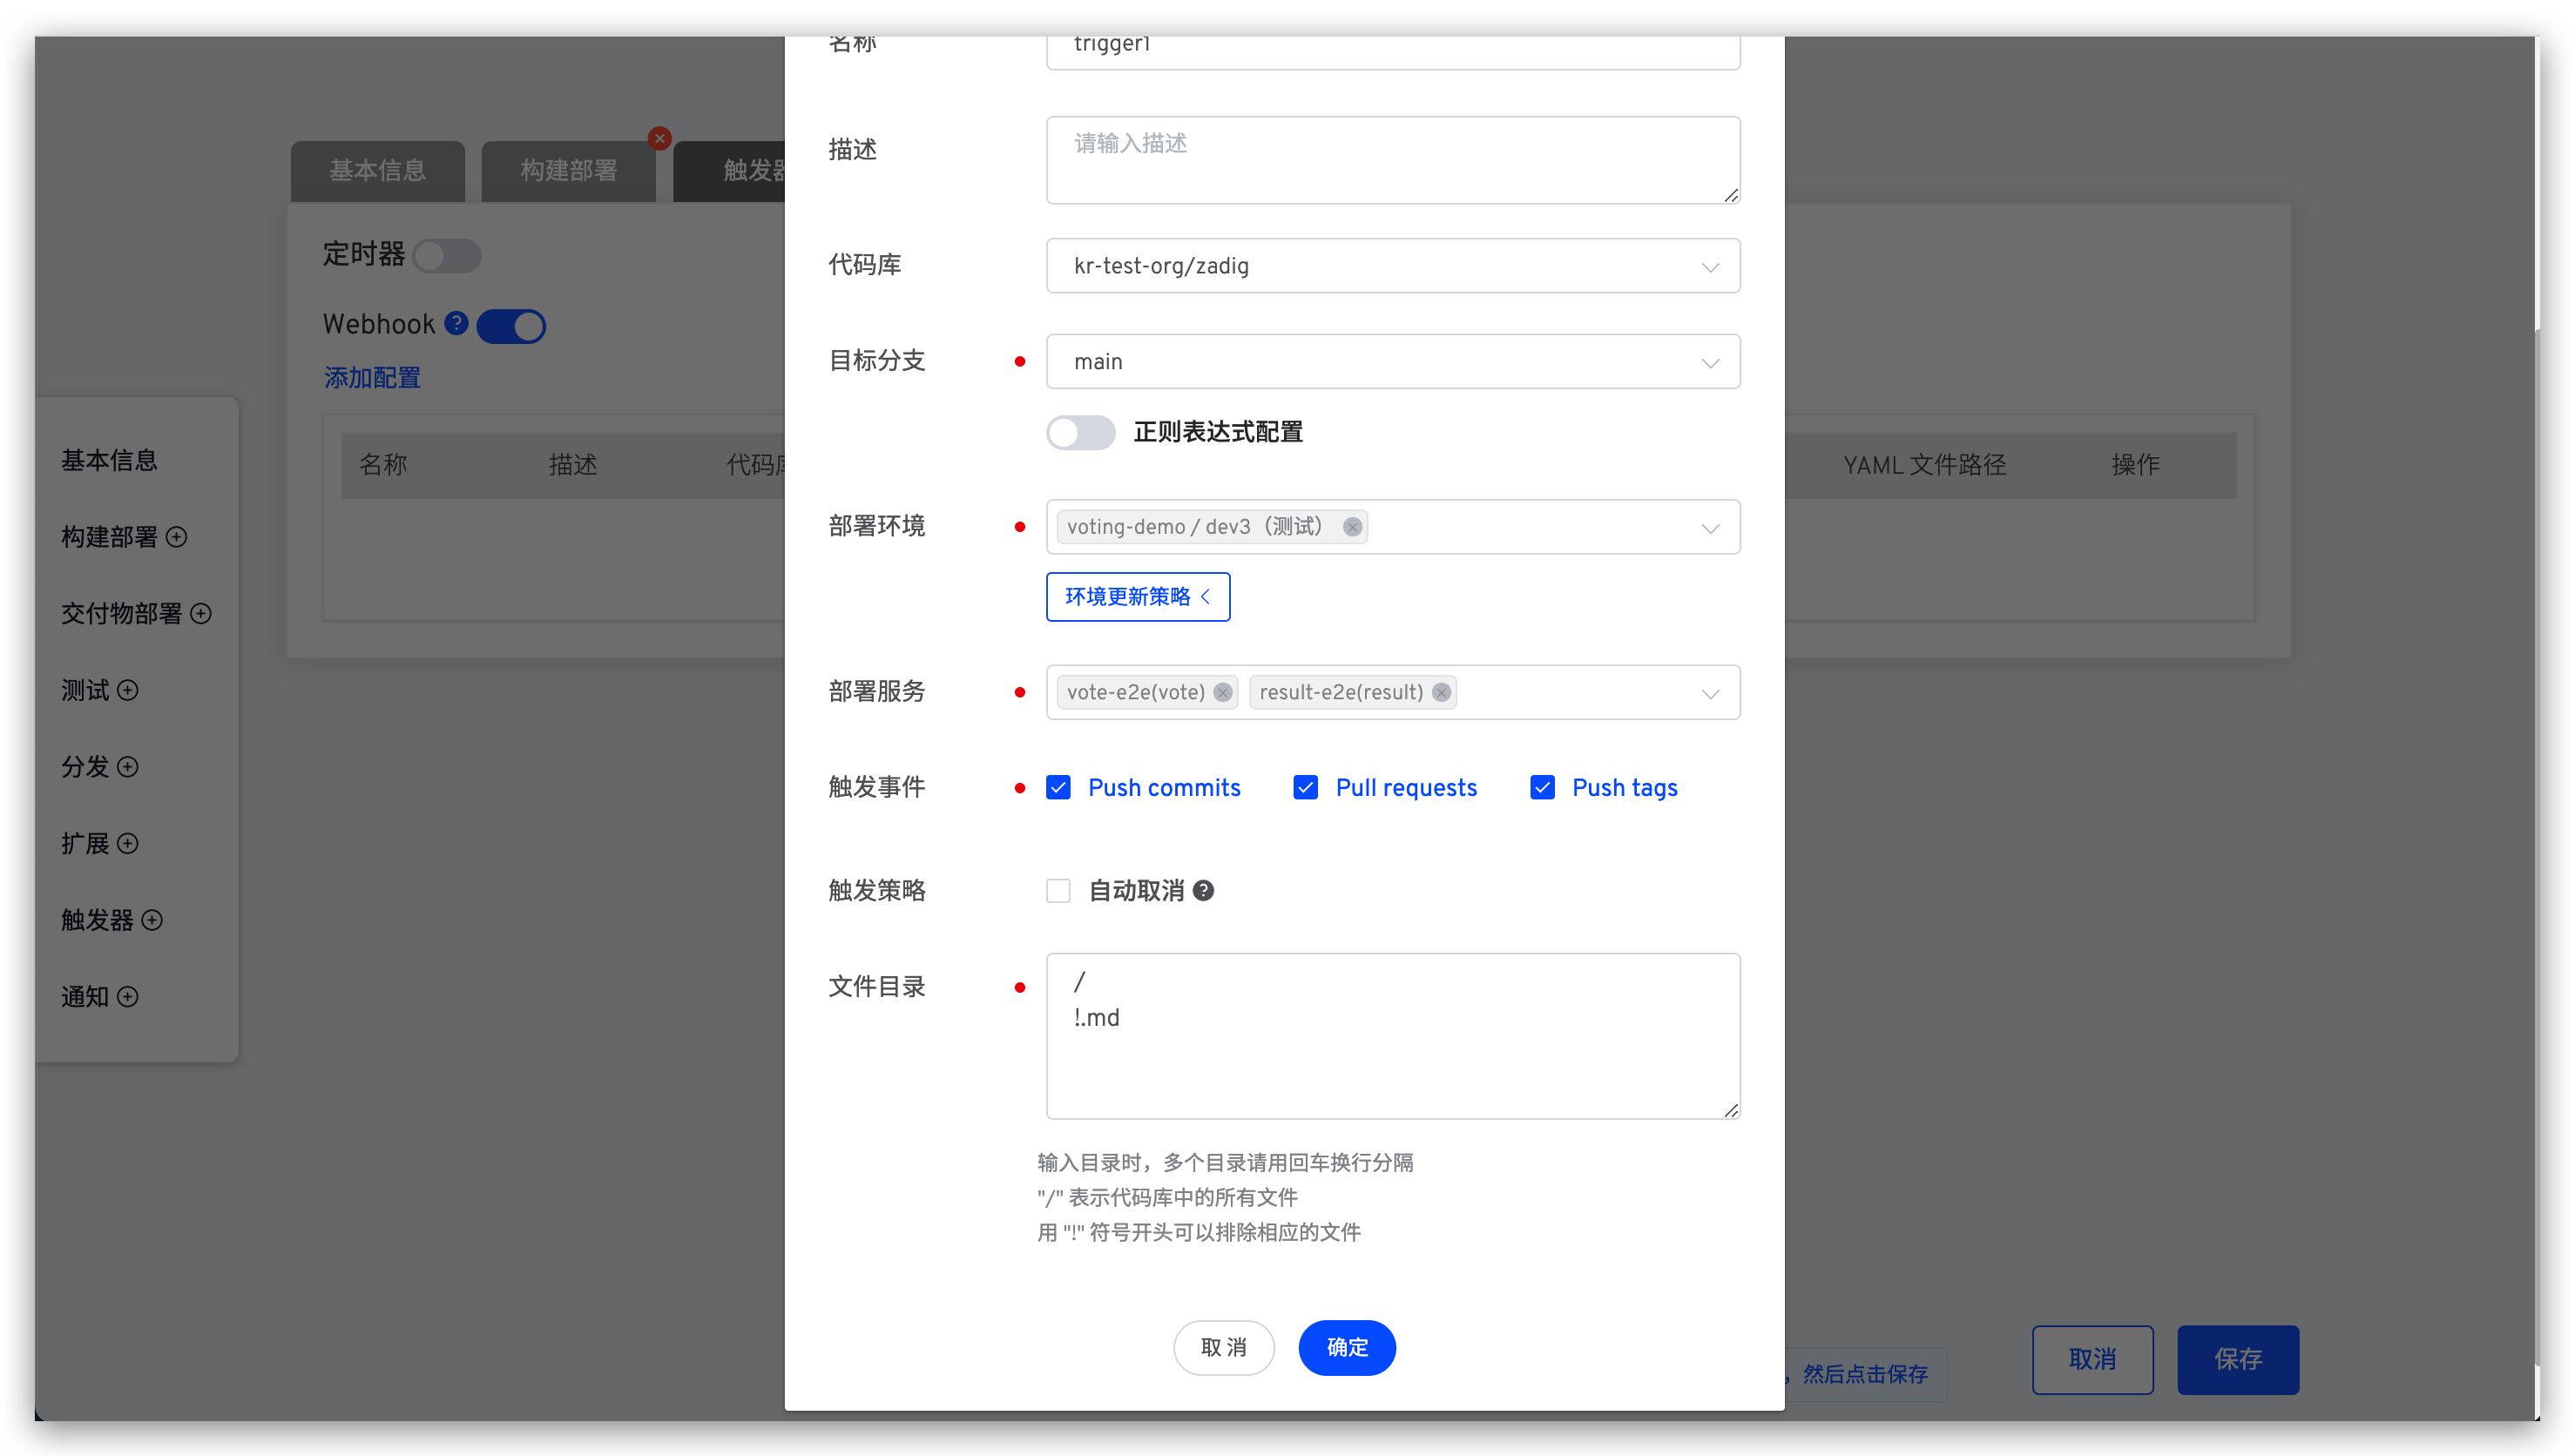 名称
trigger1
描述
请输入描述
代码库
kr-test-org/zadig
目标分支
main
正则表达式配置
部署环境
voting-demo / dev3（测试）
环境更新策略
部署服务
vote-e2e(vote) result-e2e(result)
触发事件
Push commits Pull requests Push tags
触发策略
自动取消
文件目录
/
!.md
输入目录时，多个目录请用回车换行分隔
"/" 表示代码库中的所有文件
用 "!" 符号开头可以排除相应的文件
取消 确定
基本信息 构建部署 触发器
定时器
Webhook
添加配置
名称 描述 代码库 YAML 文件路径 操作
基本信息
构建部署
交付物部署
测试
分发
扩展
触发器
通知
，然后点击保存
取消 保存